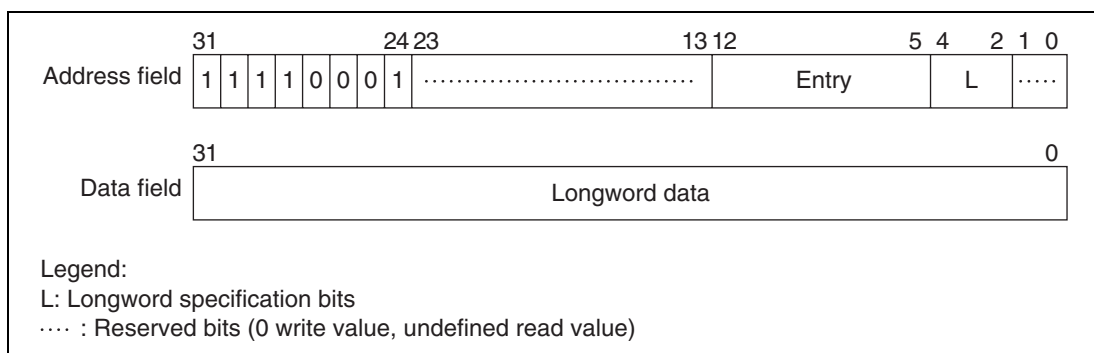 31 24 23 13 12 5 4 2 1 0
Address field 1 1 1 1 0 0 0 1 ................................ Entry L .....
31 0
Data field Longword data
Legend:
L: Longword specification bits
.... : Reserved bits (0 write value, undefined read value)